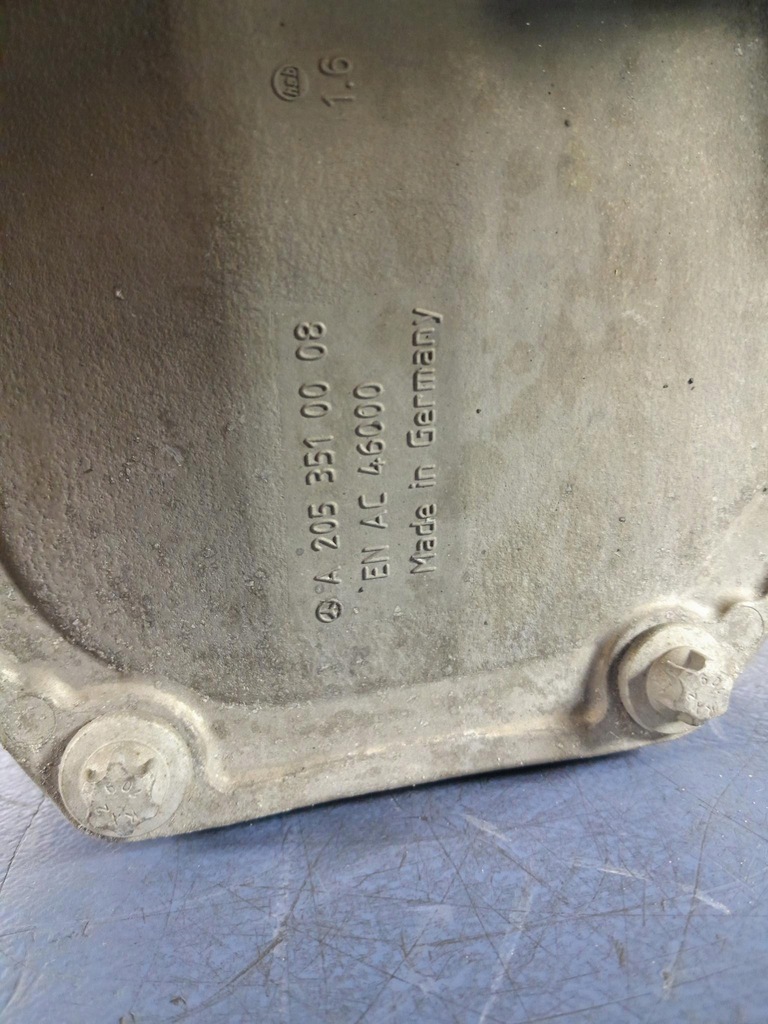 1.6
A 205 351 00 08
EN AC 46000
Made in Germany